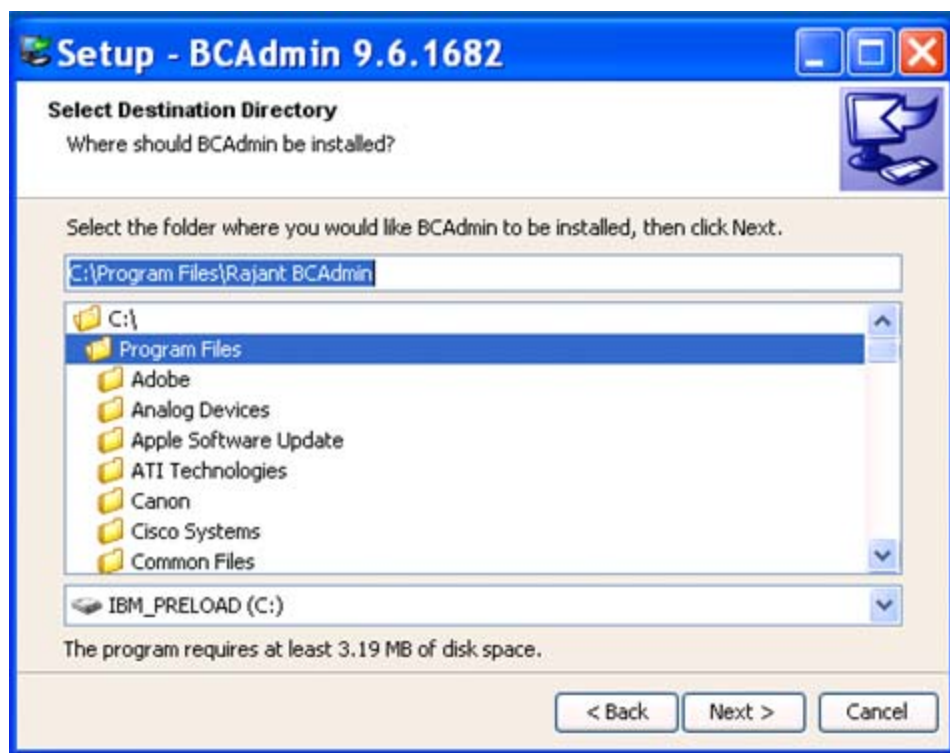 Setup - BCAdmin 9.6.1682
Select Destination Directory
Where should BCAdmin be installed?
Select the folder where you would like BCAdmin to be installed, then click Next.
C:\Program Files\Rajant BCAdmin
C:\
Program Files
Adobe
Analog Devices
Apple Software Update
ATI Technologies
Canon
Cisco Systems
Common Files
IBM_PRELOAD (C:)
The program requires at least 3.19 MB of disk space.
< Back Next > Cancel